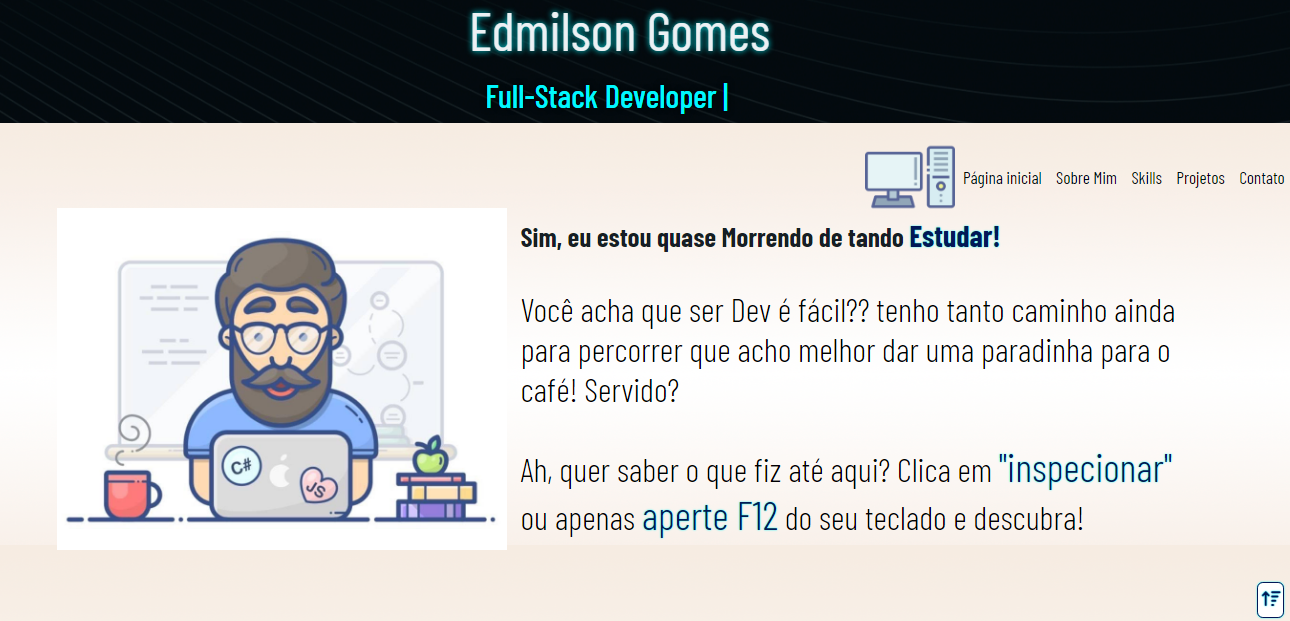 Edmilson Gomes
Full-Stack Developer |
Página inicial Sobre Mim Skills Projetos Contato
Sim, eu estou quase Morrendo de tando Estudar!
Você acha que ser Dev é fácil?? tenho tanto caminho ainda
para percorrer que acho melhor dar uma paradinha para o
café! Servido?
C#
JS
Ah, quer saber o que fiz até aqui? Clica em "inspecionar"
ou apenas aperte F12 do seu teclado e descubra!